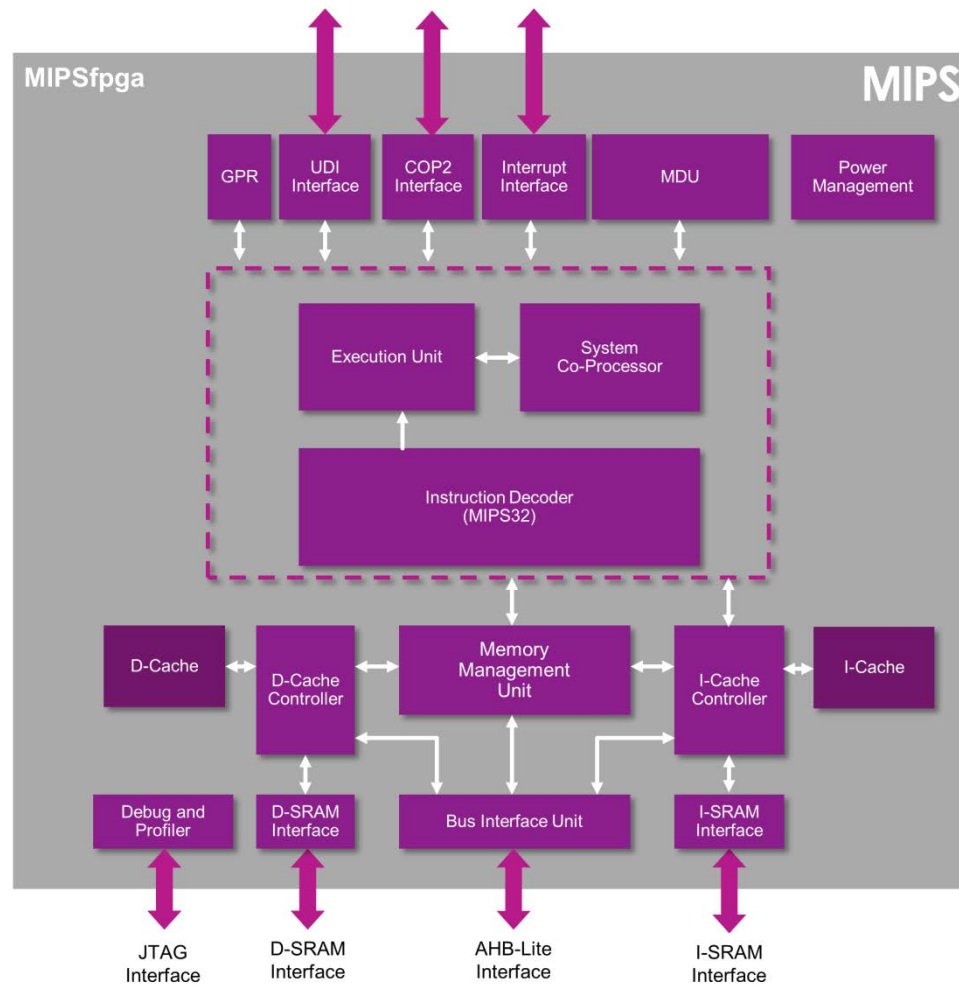 MIPSfpga
MIPS
GPR
UDI
Interface
COP2
Interface
Interrupt
Interface
MDU
Power
Management
Execution Unit
System
Co-Processor
Instruction Decoder
(MIPS32)
D-Cache
D-Cache
Controller
Memory
Management
Unit
I-Cache
Controller
I-Cache
Debug and
Profiler
D-SRAM
Interface
Bus Interface Unit
I-SRAM
Interface
JTAG
Interface
D-SRAM
Interface
AHB-Lite
Interface
I-SRAM
Interface